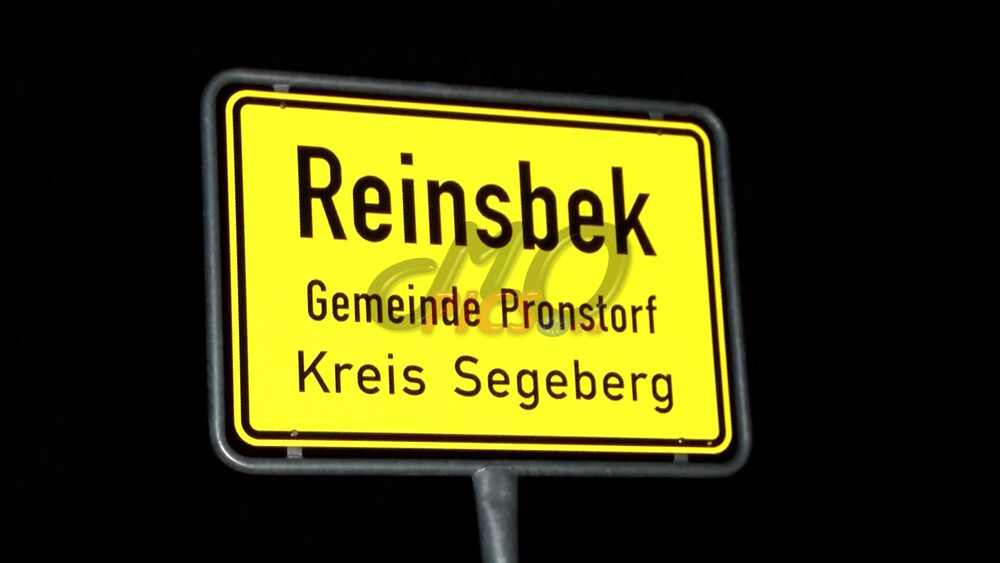 Reinsbek
Gemeinde Pronstorf
Kreis Segeberg